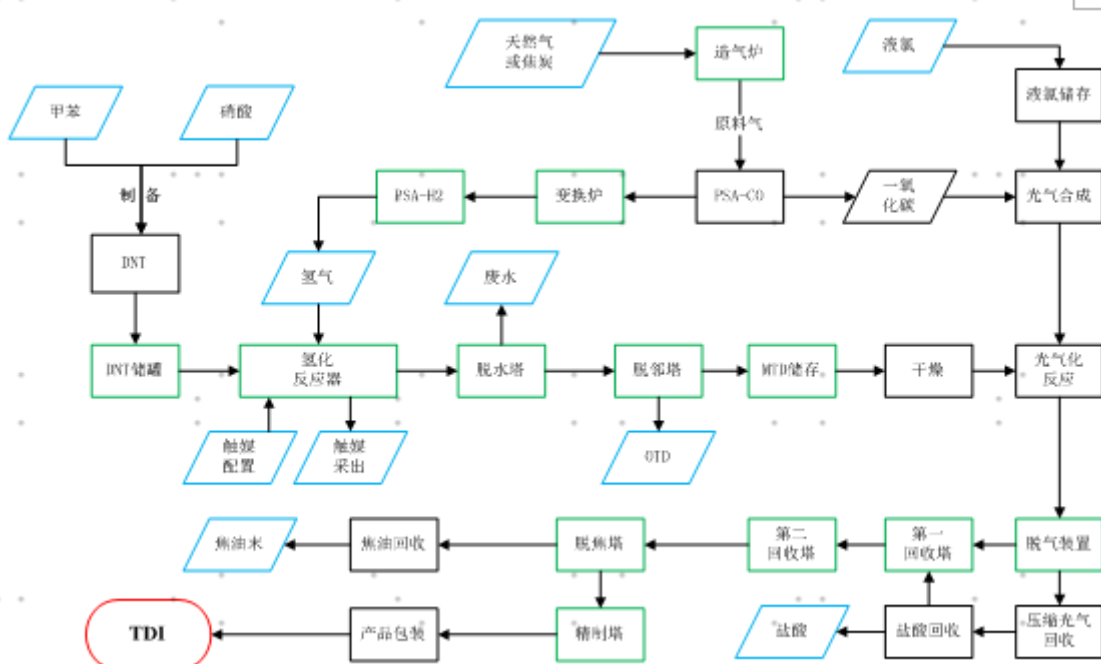 天然气
或焦炭
造气炉
液氯
液氯储存
甲苯
硝酸
原料气
制 备
PSA-H2
变换炉
PSA-CO
一氧
化碳
光气合成
DNT
氢气
废水
DNT储罐
氢化
反应器
脱水塔
脱邻塔
MTD储存。
干燥
光气化
反应
触媒
配置
触媒
采出
OTD
焦油末
焦油回收
脱焦塔
第二
回收塔
第一
回收塔
脱气装置
TDI
产品包装
精制塔
盐酸
盐酸回收
压缩光气
回收